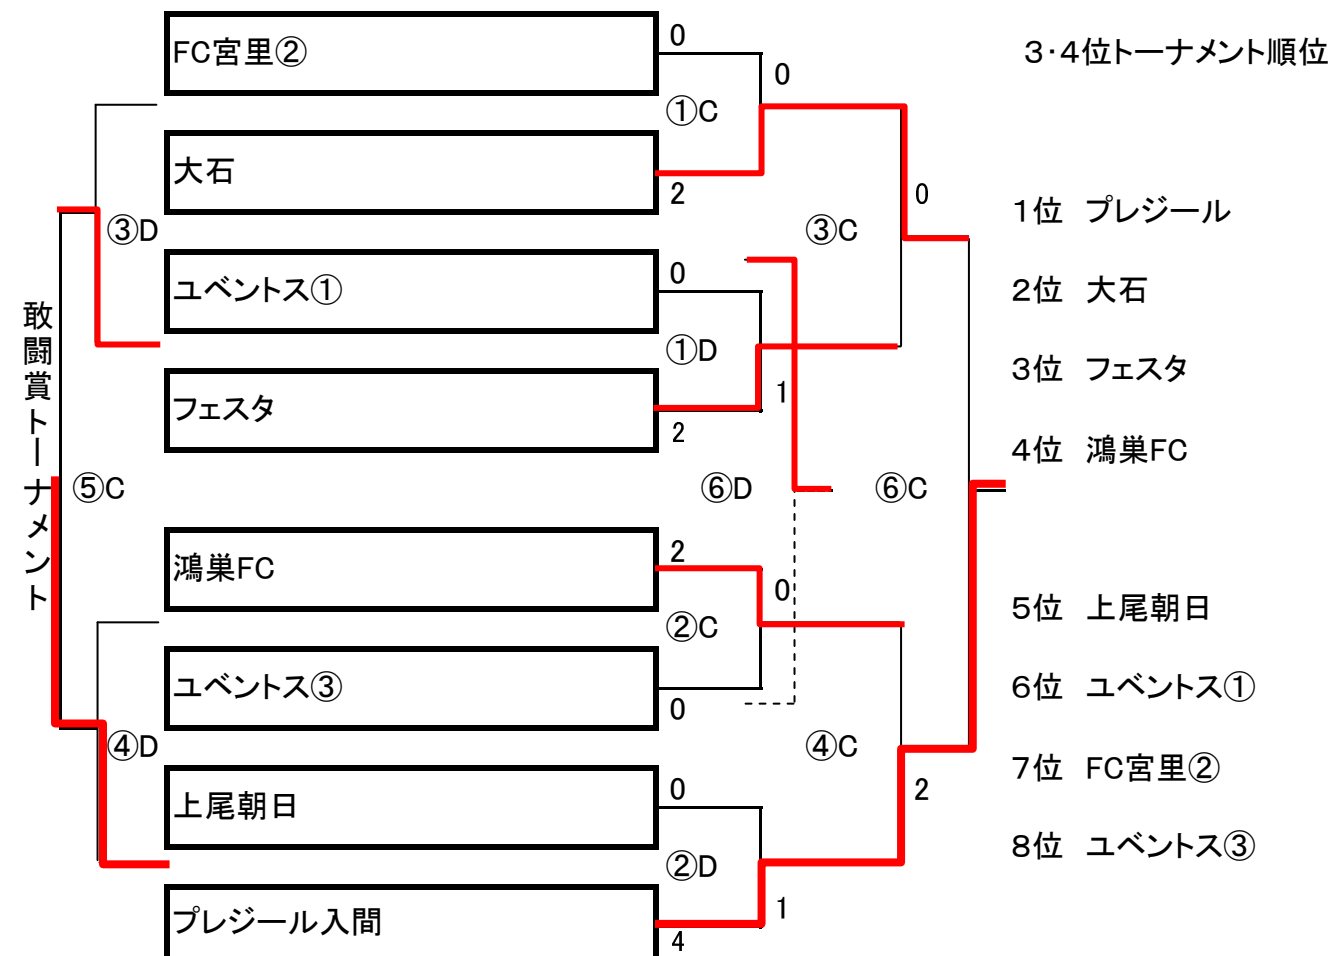 3・4位トーナメント順位
FC宮里②
0
0
①C
大石
2
0
③D
③C
ユベントス①
0
①D
フェスタ
2
1
敢闘賞トーナメント
⑤C
⑥D
⑥C
鴻巣FC
2
0
②C
ユベントス③
0
④D
④C
上尾朝日
0
2
②D
プレジール入間
4
1
1位 プレジール
2位 大石
3位 フェスタ
4位 鴻巣FC
5位 上尾朝日
6位 ユベントス①
7位 FC宮里②
8位 ユベントス③